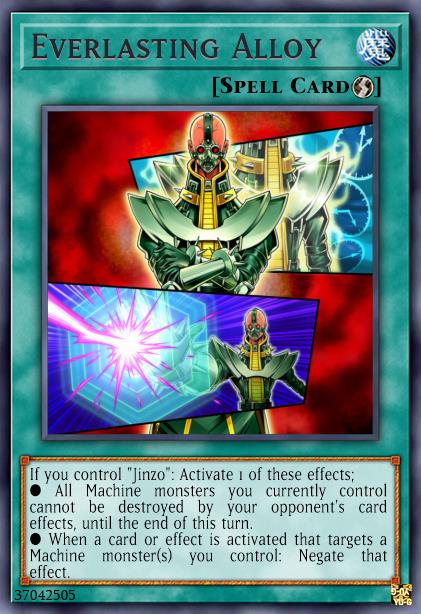 EVERLASTING ALLOY
魔
[SPELL CARD]
If you control "Jinzo": Activate 1 of these effects;
● All Machine monsters you currently control
cannot be destroyed by your opponent's card
effects, until the end of this turn.
● When a card or effect is activated that targets a
Machine monster(s) you control: Negate that
effect.
37042505